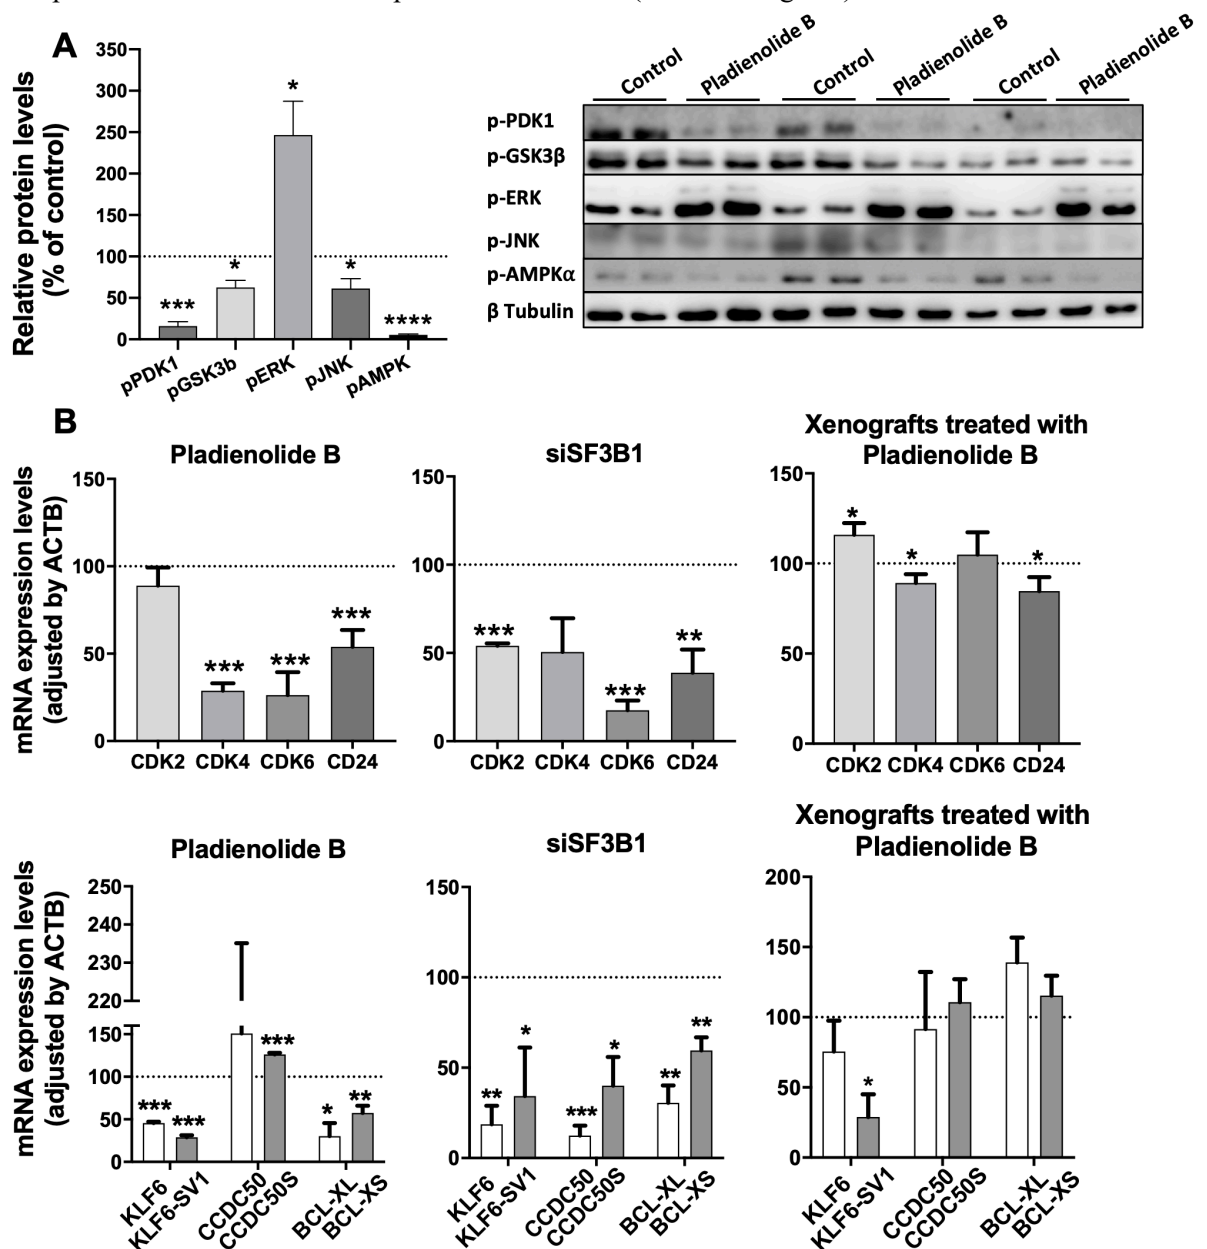 A
Relative protein levels
(% of control)
350
300
250
200
150
100
50
0
***
*
*
*
****
pPDK1
pGSK3b
pERK
pJNK
pAMPK
Control
Pladienolide B
Control
Pladienolide B
Control
Pladienolide B
p-PDK1
p-GSK3β
p-ERK
p-JNK
p-AMPKα
β Tubulin
B
mRNA expression levels
(adjusted by ACTB)
Pladienolide B
150
100
50
0
***
***
***
CDK2 CDK4 CDK6 CD24
siSF3B1
150
100
50
0
***
***
**
CDK2 CDK4 CDK6 CD24
Xenografts treated with
Pladienolide B
150
100
50
0
*
*
*
CDK2 CDK4 CDK6 CD24
mRNA expression levels
(adjusted by ACTB)
Pladienolide B
250
240
230
220
150
100
50
0
***
***
***
*
**
KLF6
KLF6-SV1
CCDC50
CCDC50S
BCL-XL
BCL-XS
siSF3B1
150
100
50
0
**
*
***
*
**
**
KLF6
KLF6-SV1
CCDC50
CCDC50S
BCL-XL
BCL-XS
Xenografts treated with
Pladienolide B
200
150
100
50
0
*
KLF6
KLF6-SV1
CCDC50
CCDC50S
BCL-XL
BCL-XS